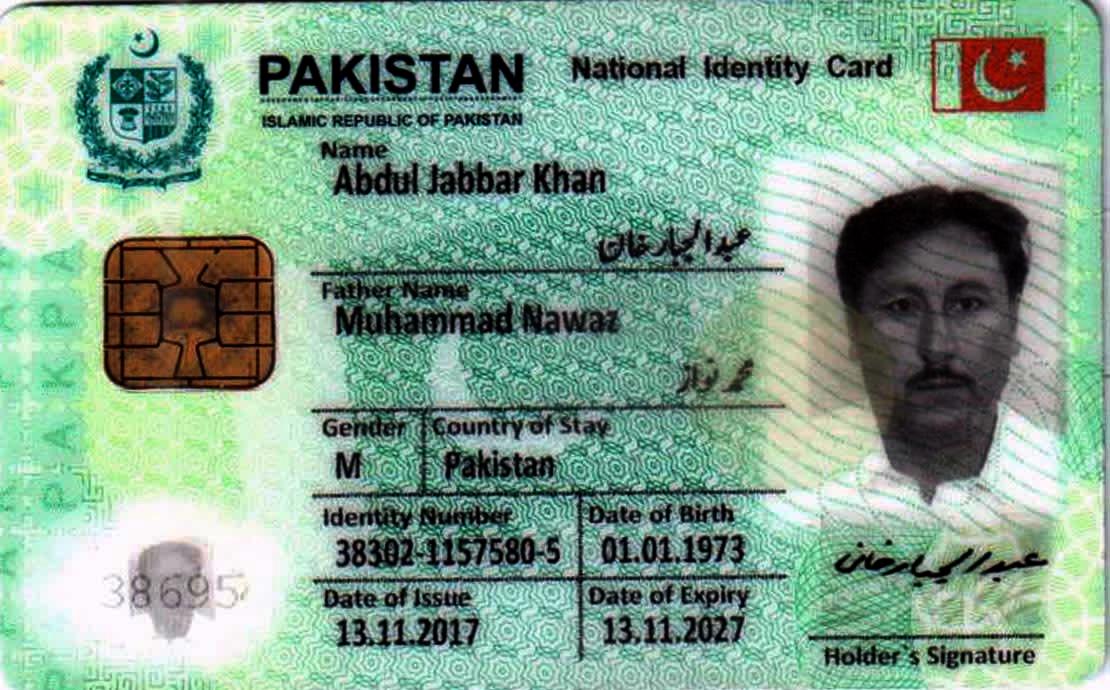 PAKISTAN National Identity Card
ISLAMIC REPUBLIC OF PAKISTAN
Name
Abdul Jabbar Khan
عبدالجبار خان
Father Name
Muhammad Nawaz
محمد نواز
Gender Country of Stay
M Pakistan
Identity Number Date of Birth
38302-1157580-5 01.01.1973
Date of Issue Date of Expiry
13.11.2017 13.11.2027
38695
عبدالجبار خان
Holder's Signature
PAKPA